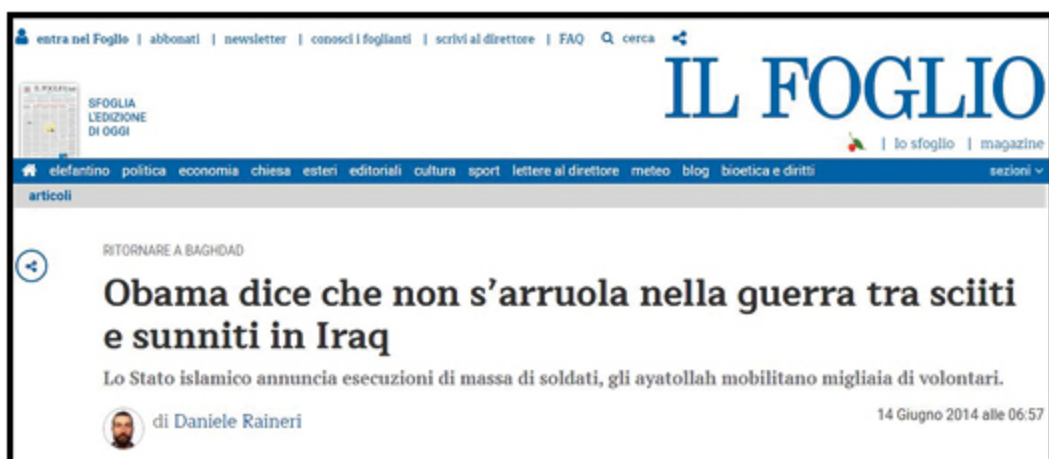 entra nel Foglio | abbonati | newsletter | conosci i foglianti | scrivi al direttore | FAQ cerca
SFOGLIA
L'EDIZIONE
DI OGGI
IL FOGLIO
| lo sfoglio | magazine
elefantino politica economia chiesa esteri editoriali cultura sport lettere al direttore meteo blog bioetica e diritti sezioni
articoli
RITORNARE A BAGHDAD
Obama dice che non s’arruola nella guerra tra sciiti
e sunniti in Iraq
Lo Stato islamico annuncia esecuzioni di massa di soldati, gli ayatollah mobilitano migliaia di volontari.
di Daniele Raineri
14 Giugno 2014 alle 06:57